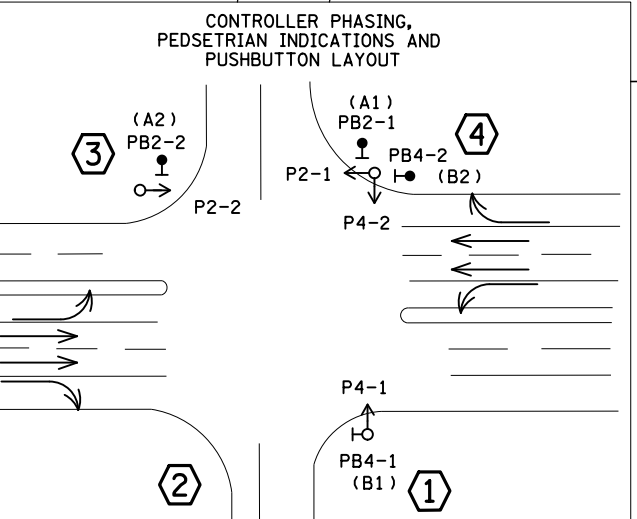 CONTROLLER PHASING,
PEDSETRIAN INDICATIONS AND
PUSHBUTTON LAYOUT
(A2)
PB2-2
3
P2-2
(A1)
PB2-1
4
PB4-2
(B2)
P2-1
P4-2
P4-1
PB4-1
(B1)
2
1